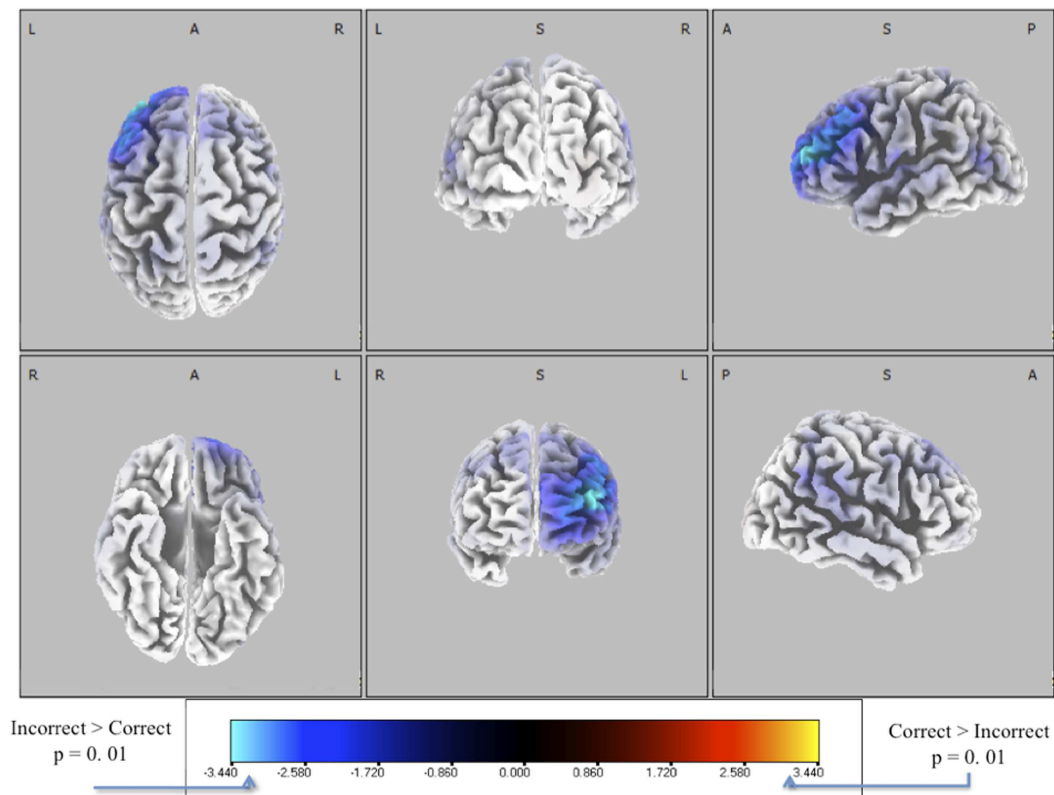 L A R
L S R
A S P
R A L
R S L
P S A
Incorrect > Correct
p = 0. 01
Correct > Incorrect
p = 0. 01
-3.440 -2.580 -1.720 -0.860 0.000 0.860 1.720 2.580 3.440